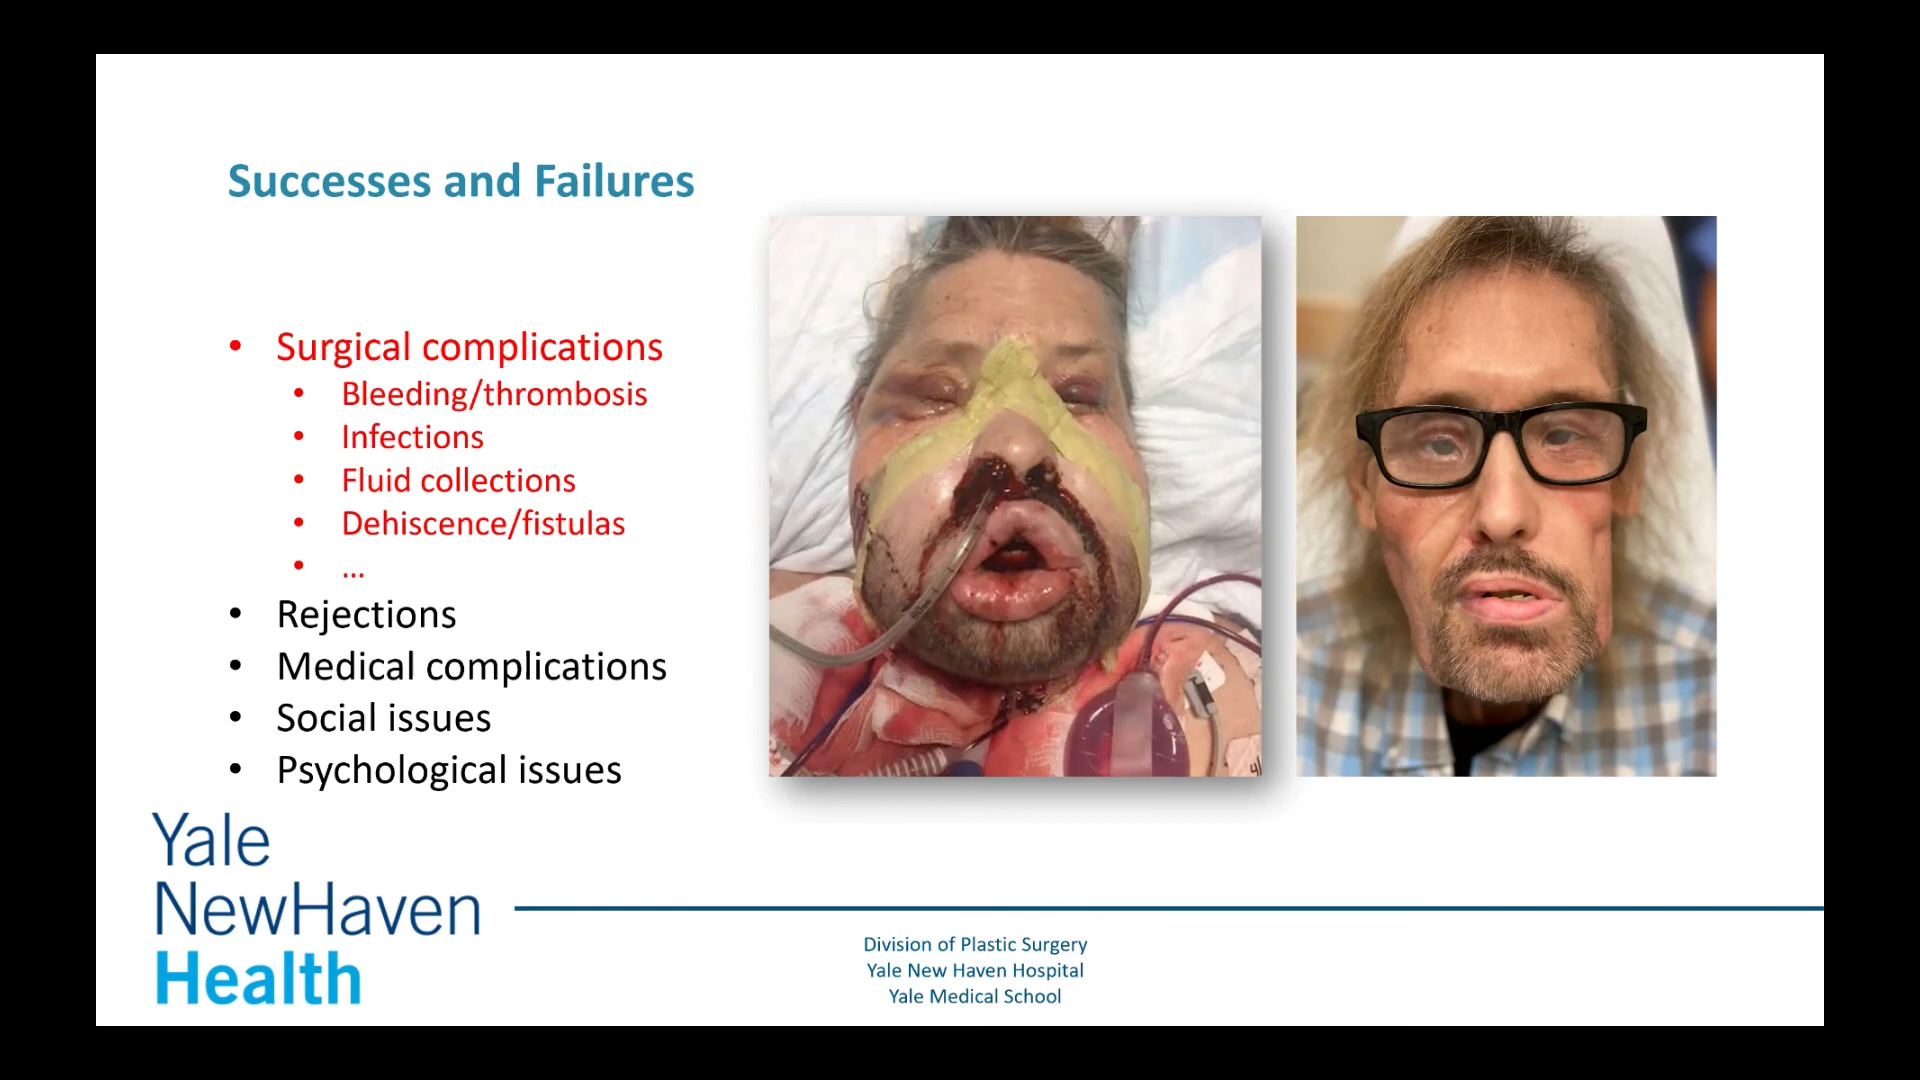 Successes and Failures
• Surgical complications
• Bleeding/thrombosis
• Infections
• Fluid collections
• Dehiscence/fistulas
• ...
• Rejections
• Medical complications
• Social issues
• Psychological issues
Yale
NewHaven
Health
Division of Plastic Surgery
Yale New Haven Hospital
Yale Medical School